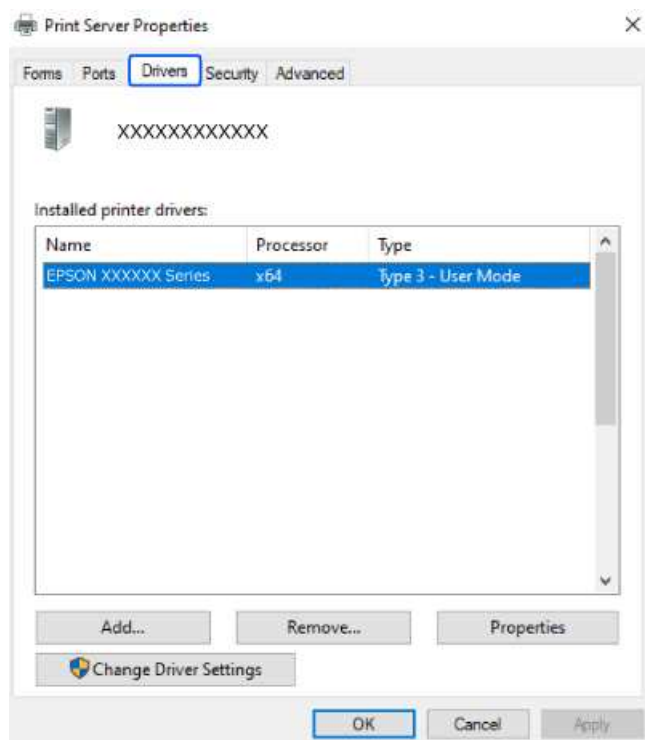 Print Server Properties
Forms Ports Drivers Security Advanced
XXXXXXXXXXXX
Installed printer drivers:
Name Processor Type
EPSON XXXXXX Series x64 Type 3 - User Mode
Add... Remove... Properties
Change Driver Settings
OK Cancel Apply